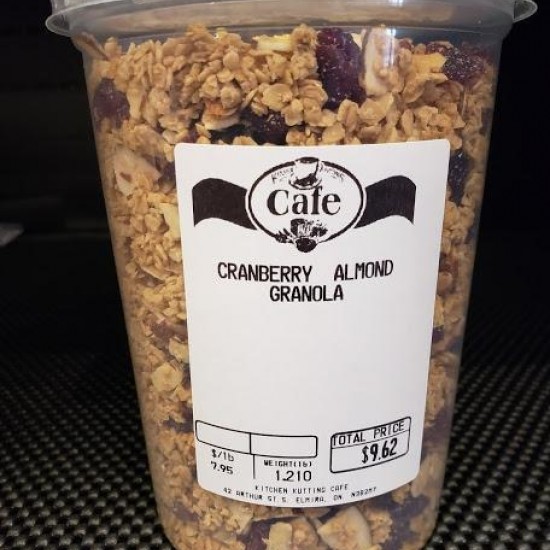 Cafe
CRANBERRY ALMOND
GRANOLA
TOTAL PRICE
$9.62
$/lb
7.95
WEIGHT(lb)
1.210
KITCHEN KUTTING CAFE
42 ARTHUR ST S. ELMIRA, ON